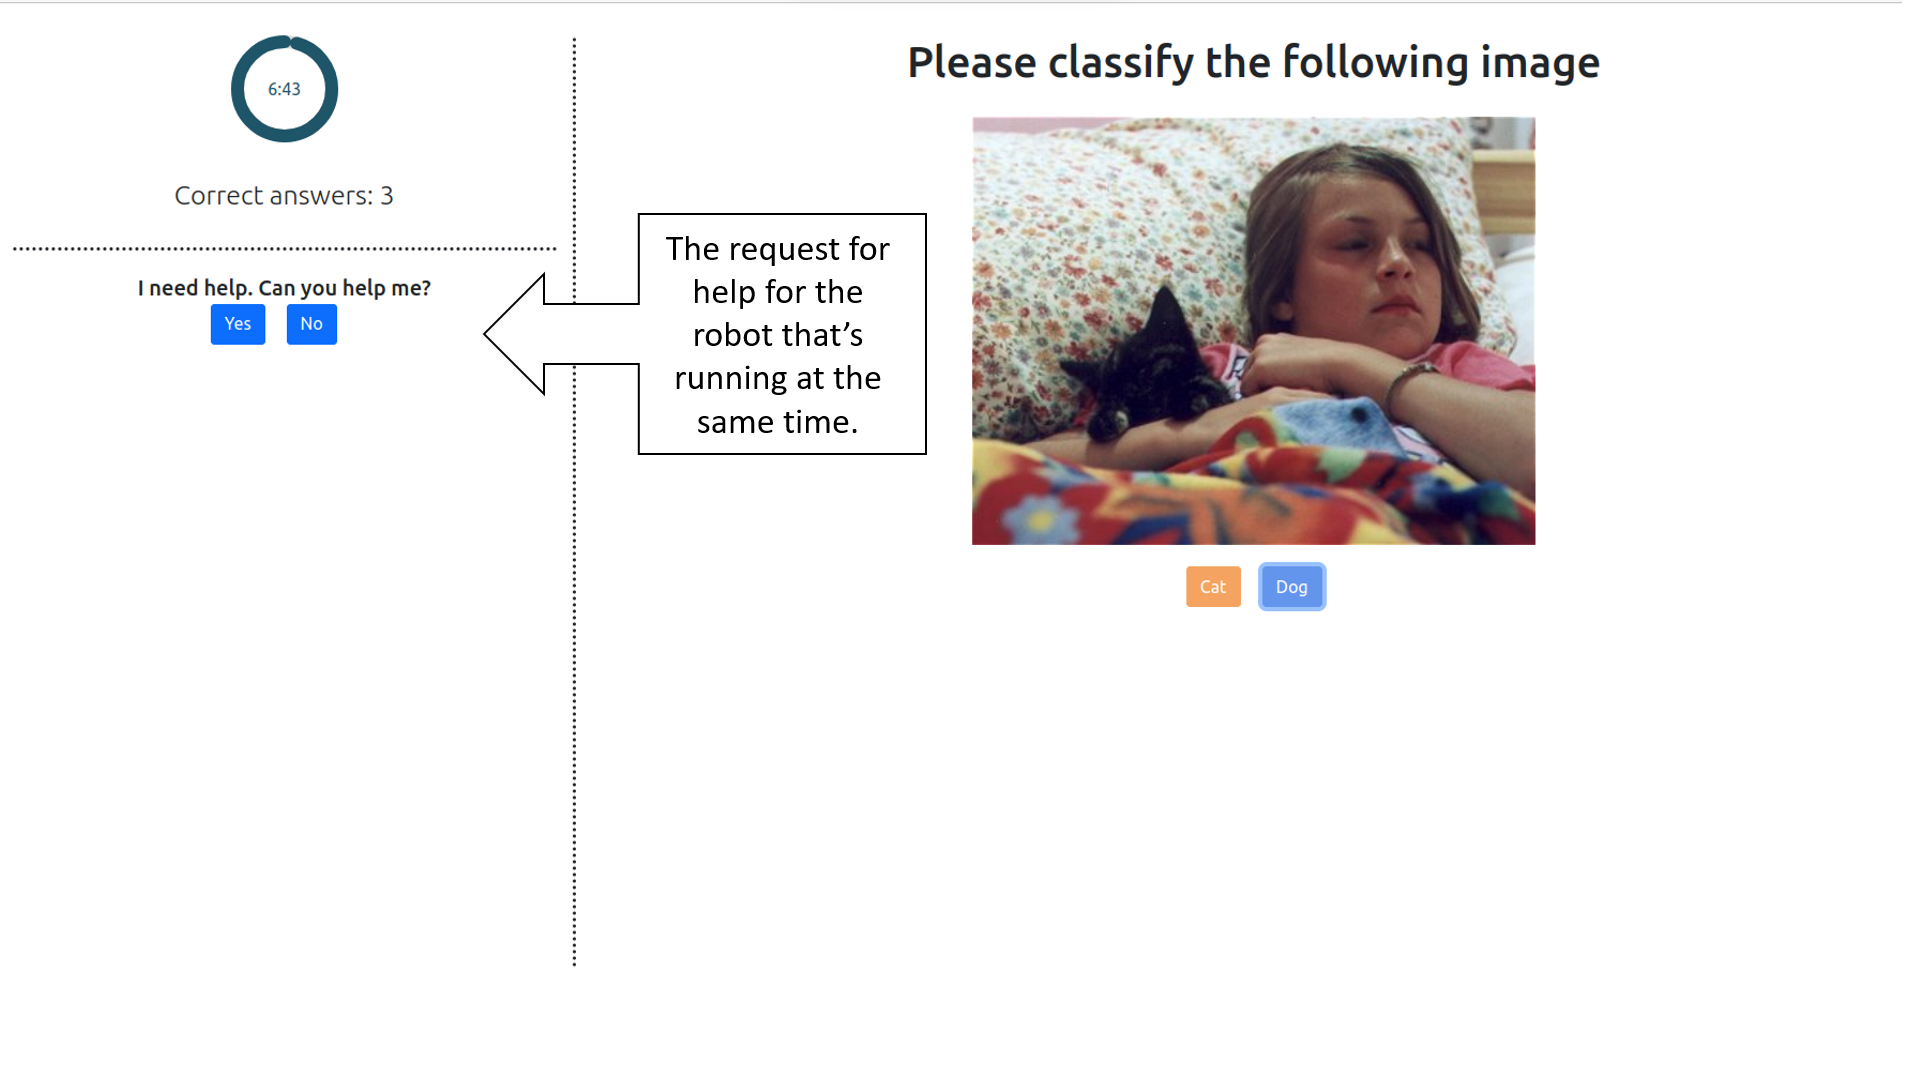 6:43
Correct answers: 3
I need help. Can you help me?
Yes No
The request for
help for the
robot that’s
running at the
same time.
Please classify the following image
Cat Dog